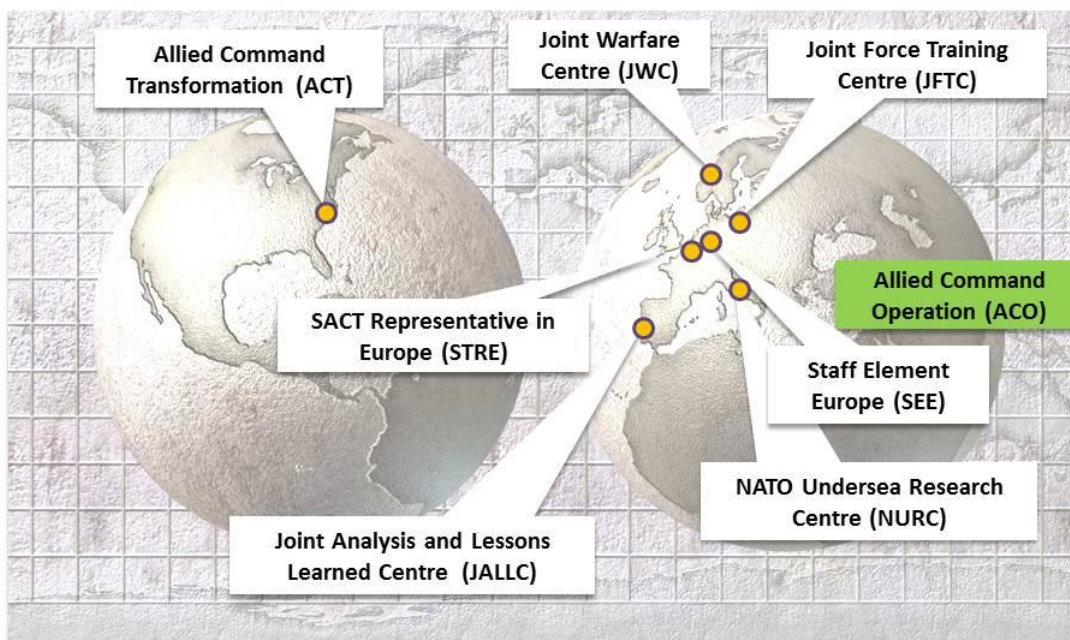 Allied Command
Transformation (ACT)
Joint Warfare
Centre (JWC)
Joint Force Training
Centre (JFTC)
Allied Command
Operation (ACO)
SACT Representative in
Europe (STRE)
Staff Element
Europe (SEE)
NATO Undersea Research
Centre (NURC)
Joint Analysis and Lessons
Learned Centre (JALLC)